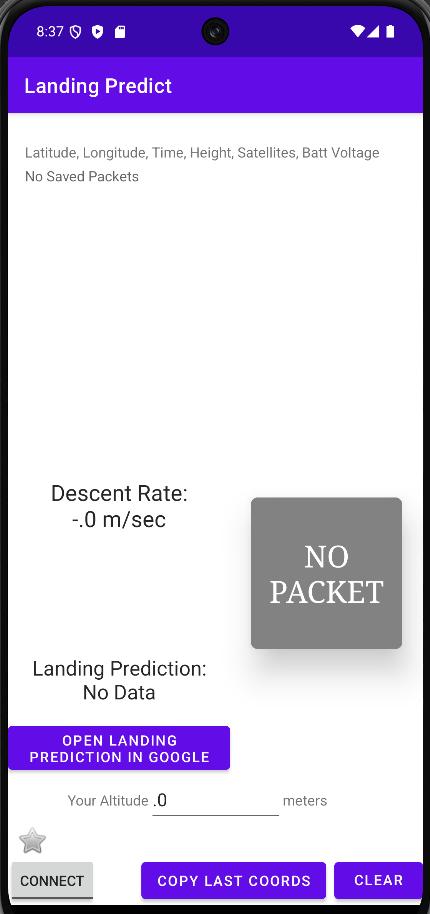 8:37
Landing Predict
Latitude, Longitude, Time, Height, Satellites, Batt Voltage
No Saved Packets
Descent Rate:
-.0 m/sec
NO
PACKET
Landing Prediction:
No Data
OPEN LANDING
PREDICTION IN GOOGLE
Your Altitude .0 meters
CONNECT
COPY LAST COORDS
CLEAR